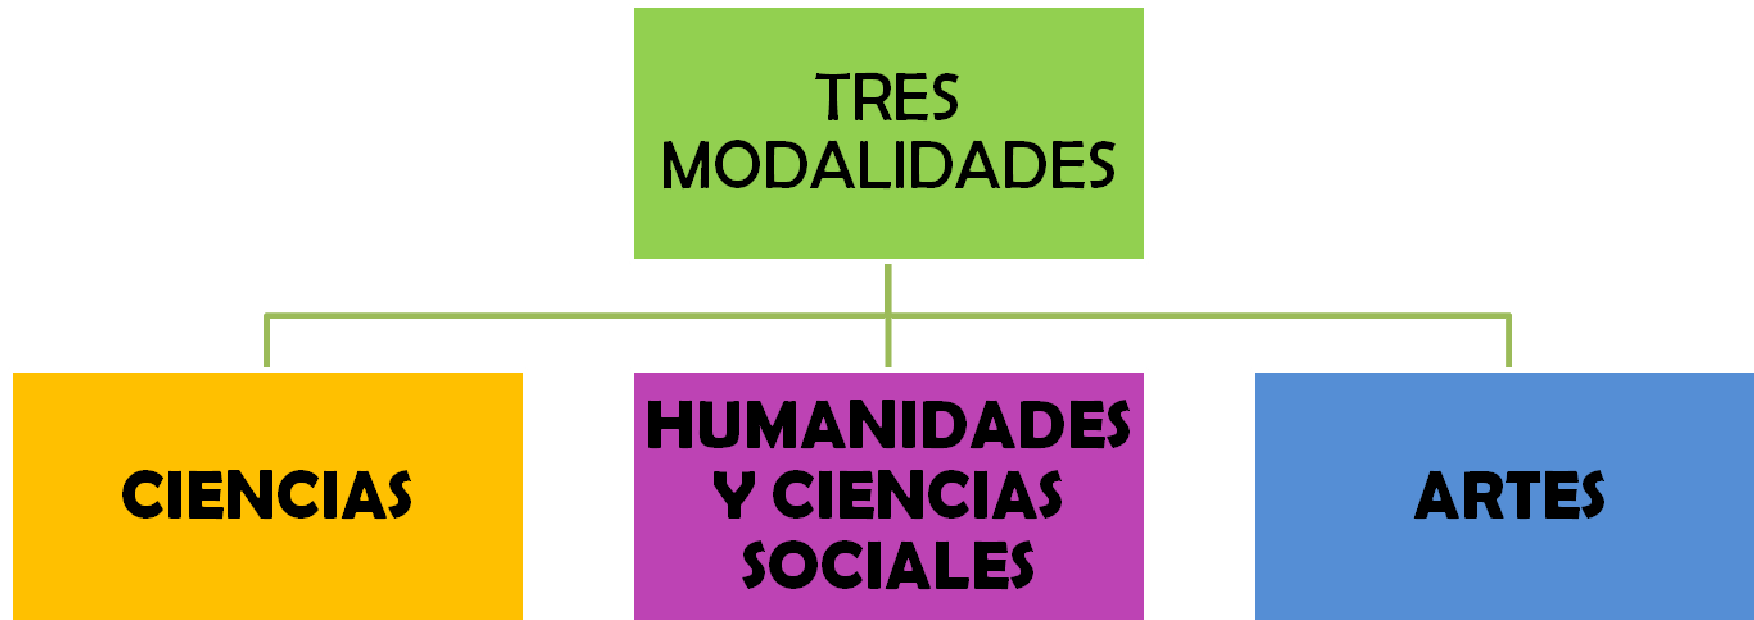 TRES
MODALIDADES
CIENCIAS
HUMANIDADES
Y CIENCIAS
SOCIALES
ARTES